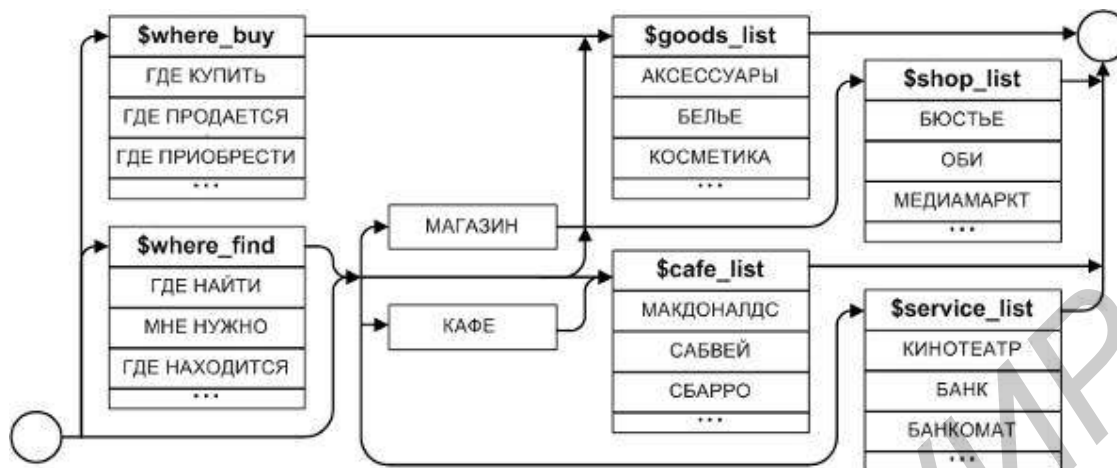 $where_buy
ГДЕ КУПИТЬ
ГДЕ ПРОДАЕТСЯ
ГДЕ ПРИОБРЕСТИ
...
$where_find
ГДЕ НАЙТИ
МНЕ НУЖНО
ГДЕ НАХОДИТСЯ
...
МАГАЗИН
КАФЕ
$goods_list
АКСЕССУАРЫ
БЕЛЬЕ
КОСМЕТИКА
...
$cafe_list
МАКДОНАЛДС
САБВЕЙ
СБАРРО
...
$shop_list
БЮСТЬЕ
ОБИ
МЕДИАМАРКТ
...
$service_list
КИНОТЕАТР
БАНК
БАНКОМАТ
...